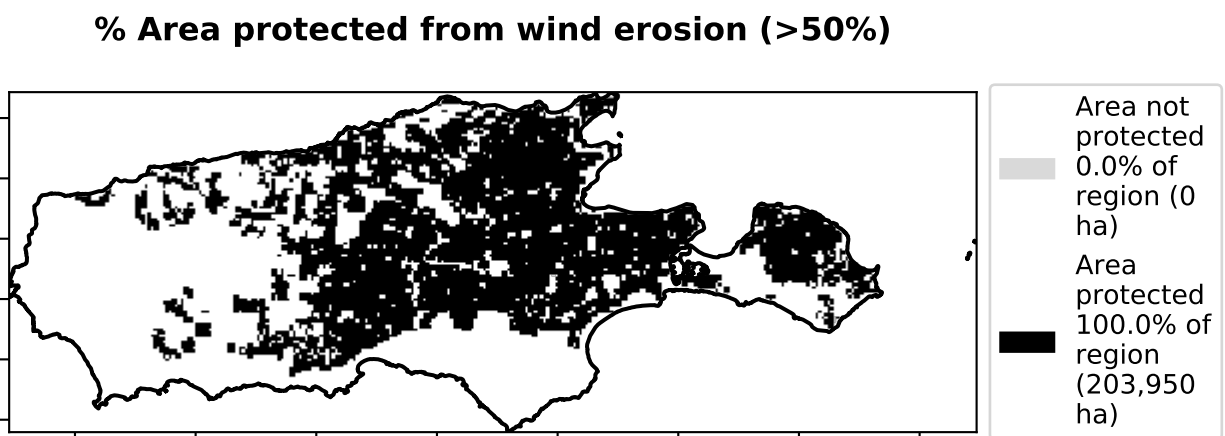 % Area protected from wind erosion (>50%)
Area not
protected
0.0% of
region (0
ha)
Area
protected
100.0% of
region
(203,950
ha)